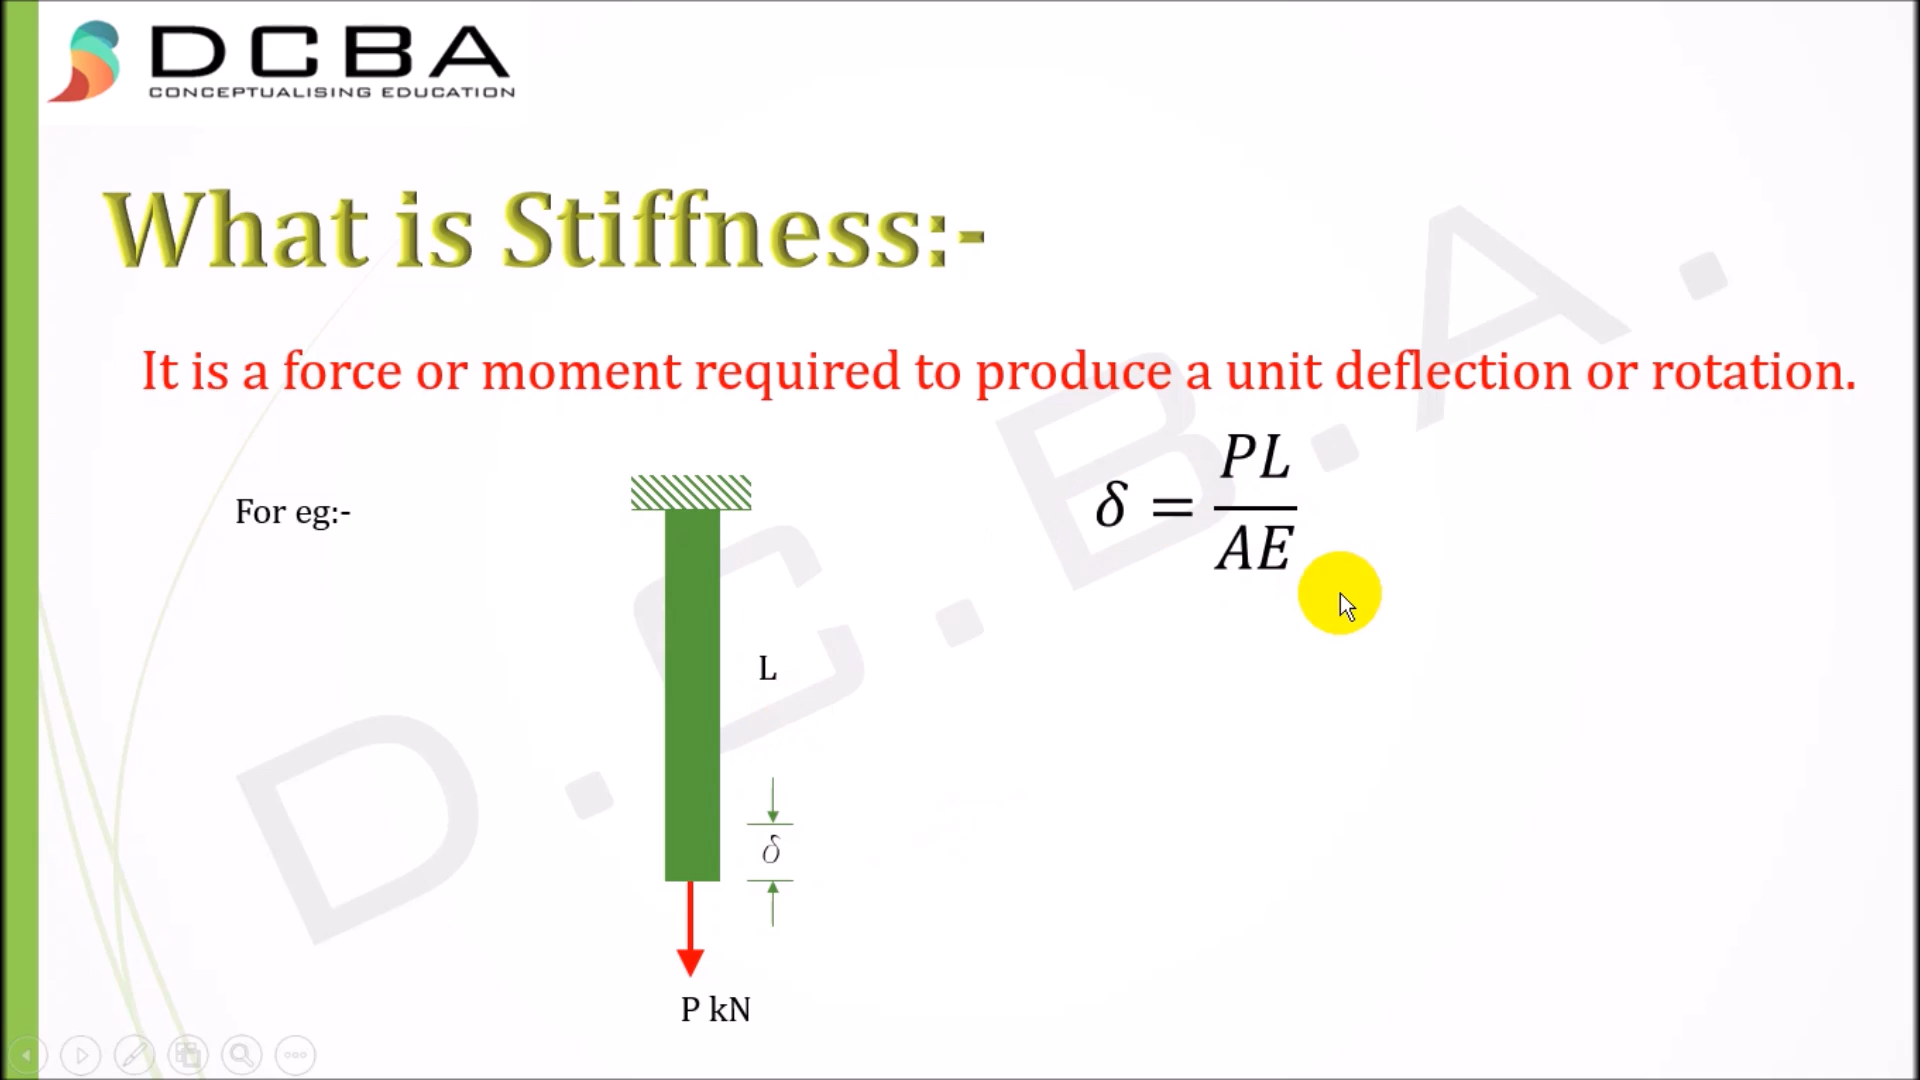 DCBA
CONCEPTUALISING EDUCATION
What is Stiffness:-
It is a force or moment required to produce a unit deflection or rotation.
For eg:-
δ = PL/AE
L
δ
P kN
D.C.B.A.